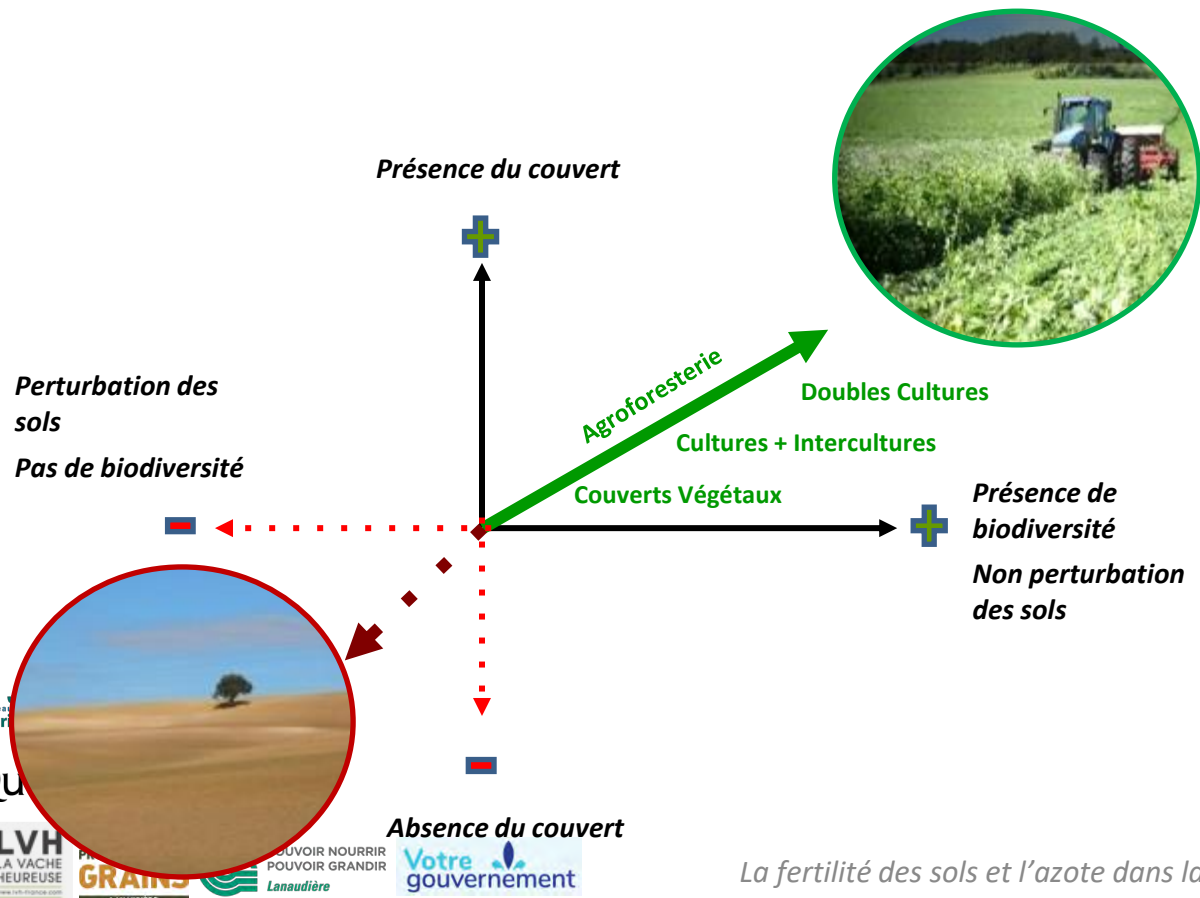 Présence du couvert
Agroforesterie
Doubles Cultures
Cultures + Intercultures
Couverts Végétaux
Perturbation des
sols
Pas de biodiversité
Présence de
biodiversité
Non perturbation
des sols
Absence du couvert
LVH
LA VACHE
HEUREUSE
GRAINS
POUVOIR NOURRIR
POUVOIR GRANDIR
Lanaudière
Votre
gouvernement
La fertilité des sols et l'azote dans la